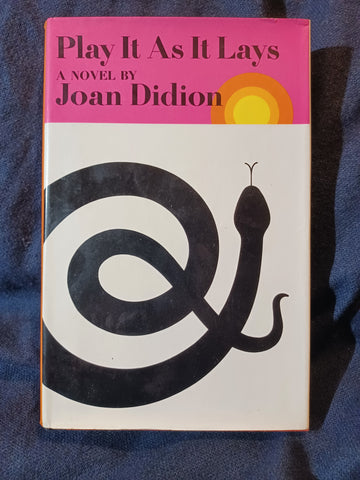 Play It As It Lays
A NOVEL BY
Joan Didion